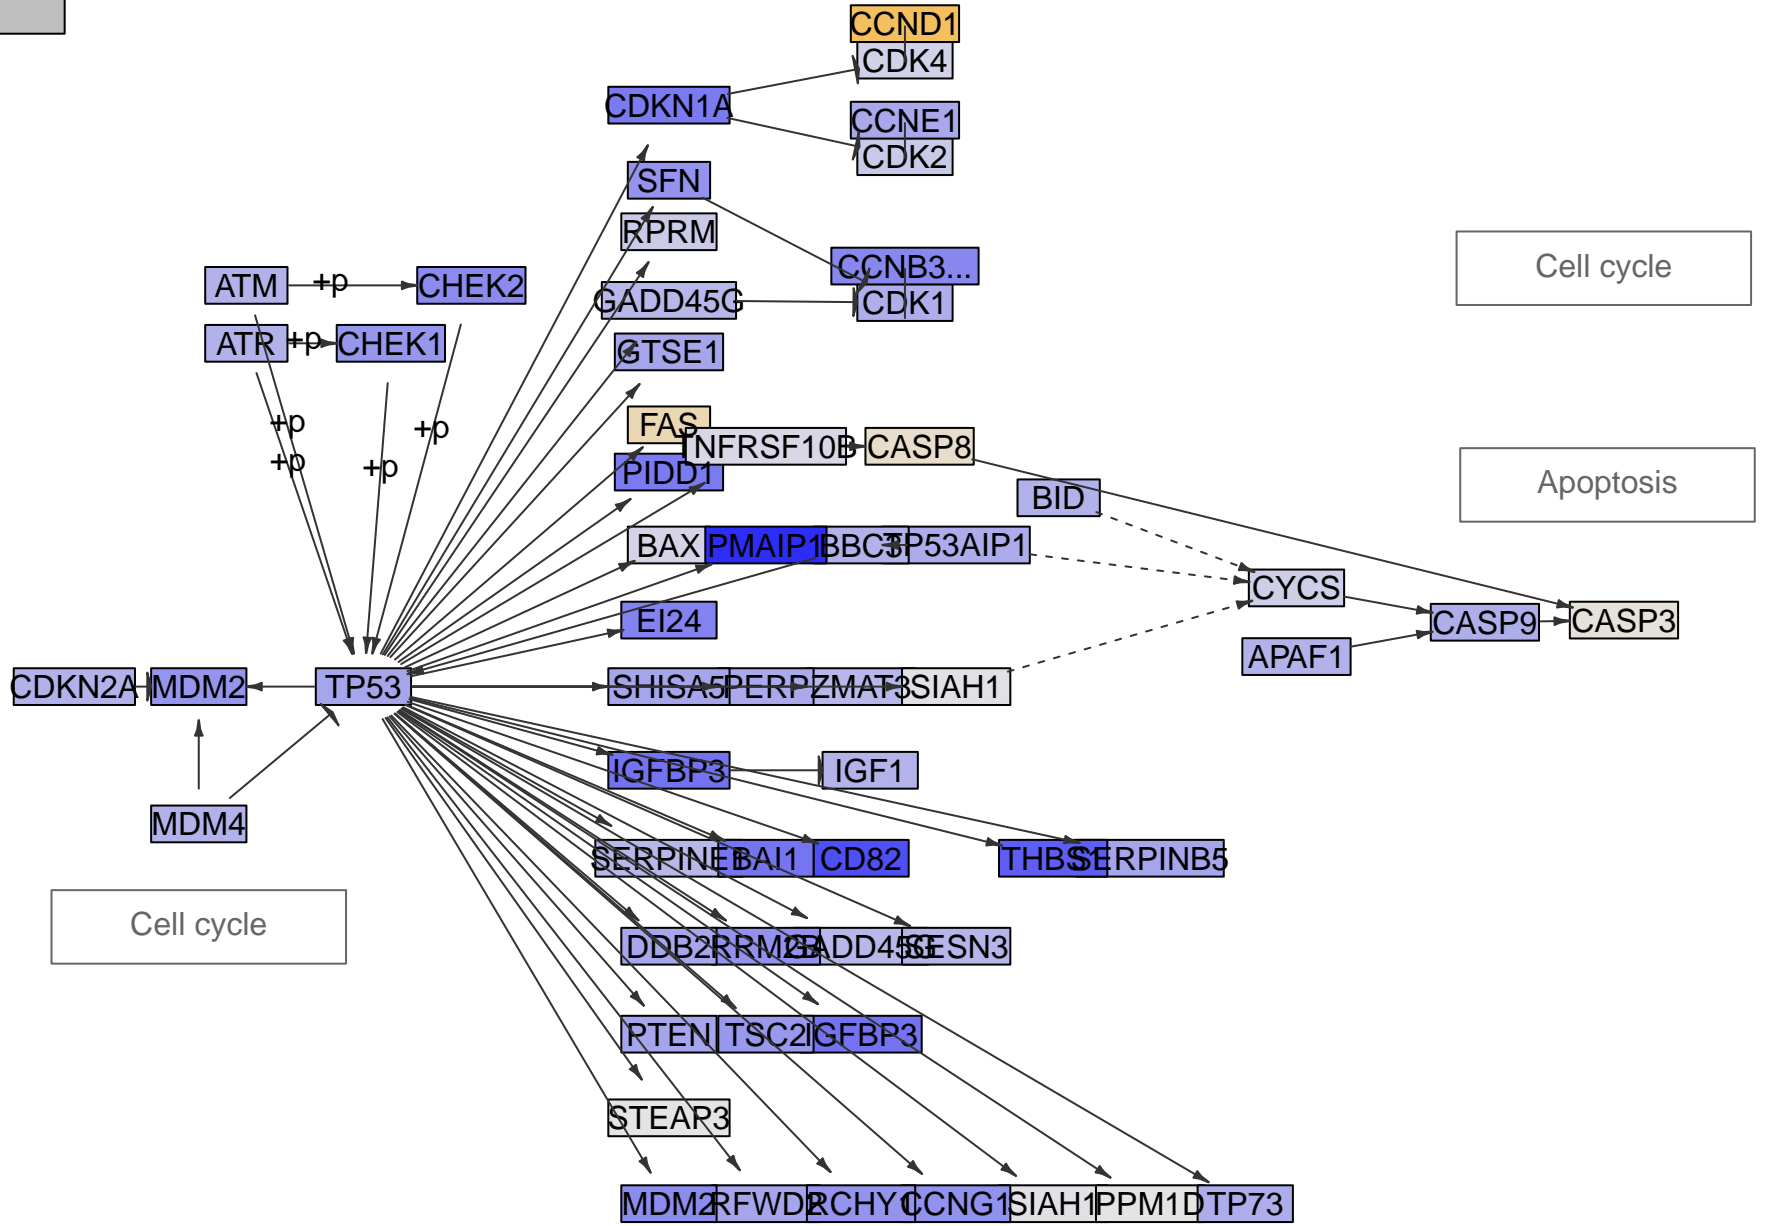 CCND1
CDK4
CDKN1A
CCNE1
CDK2
SFN
RPRM
CCNB3...
Cell cycle
ATM +p CHEK2
GADD45G
CDK1
ATR +p CHEK1
GTSE1
FAS
+p
+p
TNFRSF10B
CASP8
+p
+p
PIDD1
Apoptosis
BID
BAX
PMAIP1
BBC3
TP53AIP1
CYCS
EI24
CASP9
CASP3
APAF1
CDKN2A
MDM2
TP53
SHISA5
PERP
ZMAT3
SIAH1
IGFBP3
IGF1
MDM4
SERPINE1
BAI1
CD82
THBS1
SERPINB5
Cell cycle
DDB2
RRM2B
GADD45G
SESN3
PTEN
TSC2
IGFBP3
STEAP3
MDM2
RFWD2
RCHY1
CCNG1
SIAH1
PPM1D
TP73